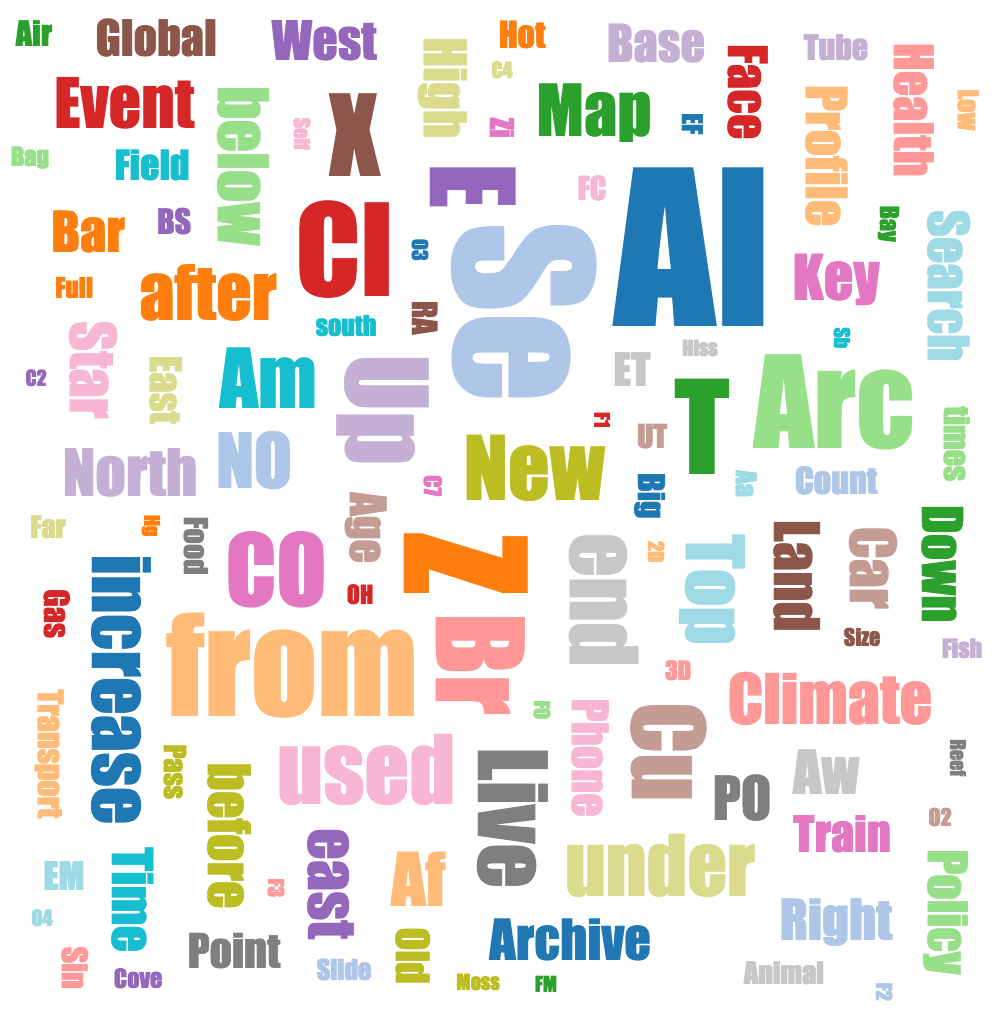 Air
Global
West
Hot
Base
Tube
High
C4
Face
Health
Event
below
X
Map
Profile
Low
Soil
Zi
EF
Bag
Field
E
FC
Al
Bar
BS
Cl
O3
Se
Bay
Search
Full
after
Key
south
RA
Sb
Star
Hiss
C2
East
Am
Up
ET
T
Arc
F1
UT
times
North
NO
C7
New
Big
Aa
Count
Far
Hg
Food
Age
Land
Car
Down
CO
Z
end
2D
Top
Gas
increase
OH
Size
Fish
from
Br
3D
Climate
Transport
F0
Phone
Cu
Pass
before
used
Live
PO
Aw
Reef
O2
Train
EM
Time
F3
east
Af
under
Policy
O4
Right
Sin
Cove
Point
Slide
Old
Archive
Moss
FM
Animal
F2